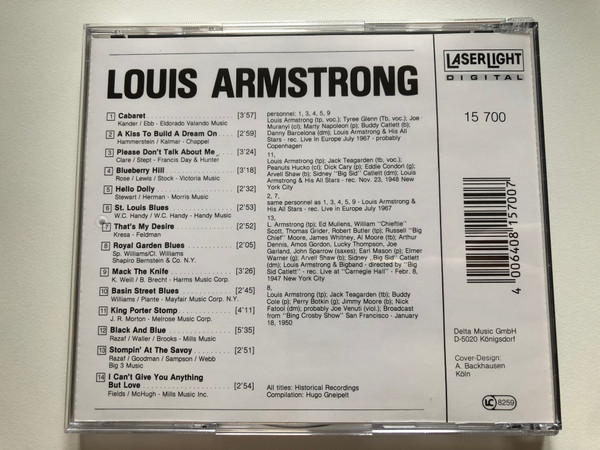 LOUIS ARMSTRONG
1 Cabaret [3'57]
Kander / Ebb - Eldorado Valando Music
2 A Kiss To Build A Dream On [2'59]
Hammerstein / Kalmar - Chappel
3 Please Don't Talk About Me [3'24]
Clare / Stept - Francis Day & Hunter
4 Blueberry Hill [3'18]
Rose / Lewis / Stock - Victoria Music
5 Hello Dolly [2'32]
Stewart / Herman - Morris Music
6 St. Louis Blues [2'53]
W.C. Handy / W.C. Handy - Handy Music
7 That's My Desire [2'52]
Kresa - Feldman
8 Royal Garden Blues [2'05]
Sp. Williams/Cl. Williams
Shapiro Bernstein & Co. N.Y.
9 Mack The Knife [3'26]
K. Weill / B. Brecht - Harms Music Corp.
10 Basin Street Blues [2'45]
Williams / Plante - Mayfair Music Corp. N.Y.
11 King Porter Stomp [4'11]
J. R. Morton - Melrose Music Corp.
12 Black And Blue [5'35]
Razaf / Waller / Brooks - Mills Music
13 Stompin' At The Savoy [2'51]
Razaf / Goodman / Sampson / Webb
Big 3 Music
14 I Can't Give You Anything
But Love [2'54]
Fields / McHugh - Mills Music Inc.
personnel: 1, 3, 4, 5, 9
Louis Armstrong (tp, voc.); Tyree Glenn (Tb, voc.); Joe
Muranyi (cl); Marty Napoleon (p); Buddy Catlett (b);
Danny Barcelona (dm). Louis Armstrong & His All
Stars - rec. Live in Europe July 1967 - probably
Copenhagen
11,
Louis Armstrong (tp); Jack Teagarden (tb, voc.);
Peanuts Hucko (cl); Dick Cary (p); Eddie Condon (g);
Arvell Shaw (b); Sidney "Big Sid" Catlett (dm); Louis
Armstrong & His All Stars - rec. Nov. 23, 1948 New
York City
2, 7,
same personnel as 1, 3, 4, 5, 9 - Louis Armstrong &
His All Stars - rec. Live in Europe July 1967
13,
L. Armstrong (tp); Ed Mullens, William "Chieftie"
Scott, Thomas Grider, Robert Butler (tp); Russell "Big
Chief" Moore, James Whitney, Al Moore (tb); Arthur
Dennis, Amos Gordon, Lucky Thompson, Joe
Garland, John Sparrow (saxes); Earl Mason (p); Elmer
Warner (g); Arvell Shaw (b); Sidney „Big Sid" Catlett
(dm); Louis Armstrong & Bigband - directed by "Big
Sid Catlett" - rec. Live at "Carnegie Hall" - Febr. 8,
1947 New York City
8,
Louis Armstrong (tp); Jack Teagarden (tb); Buddy
Cole (p); Perry Botkin (g); Jimmy Moore (b); Nick
Fatool (dm); probably Joe Venuti (viol.); Broadcast
from "Bing Crosby Show" San Francisco - January
18, 1950
All titles: Historical Recordings
Compilation: Hugo Gneipelt
LASERLIGHT
DIGITAL
15 700
4 006408 157007
Delta Music GmbH
D-5020 Königsdorf
Cover-Design:
A. Backhausen
Köln
LC 8259